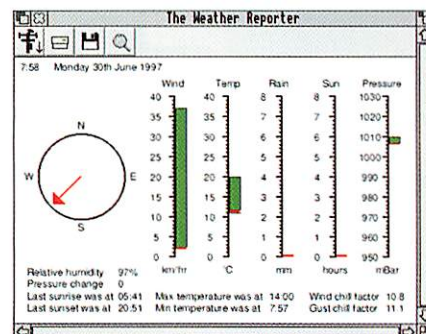 The Weather Reporter
7:58 Monday 30th June 1997
Wind Temp Rain Sun Pressure
40 40 8 8 1030
35 35 7 7 1020
30 30 6 6 1010
25 25 5 5 1000
20 20 4 4 990
15 15 3 3 980
10 10 2 2 970
5 5 1 1 960
0 0 0 0 950
N
W E
S
km/hr °C mm hours mBar
Relative humidity 97%
Pressure change 0
Last sunrise was at 05:41 Max temperature was at 14:00 Wind chill factor 10.8
Last sunset was at 20:51 Min temperature was at 7:57 Gust chill factor 11.1